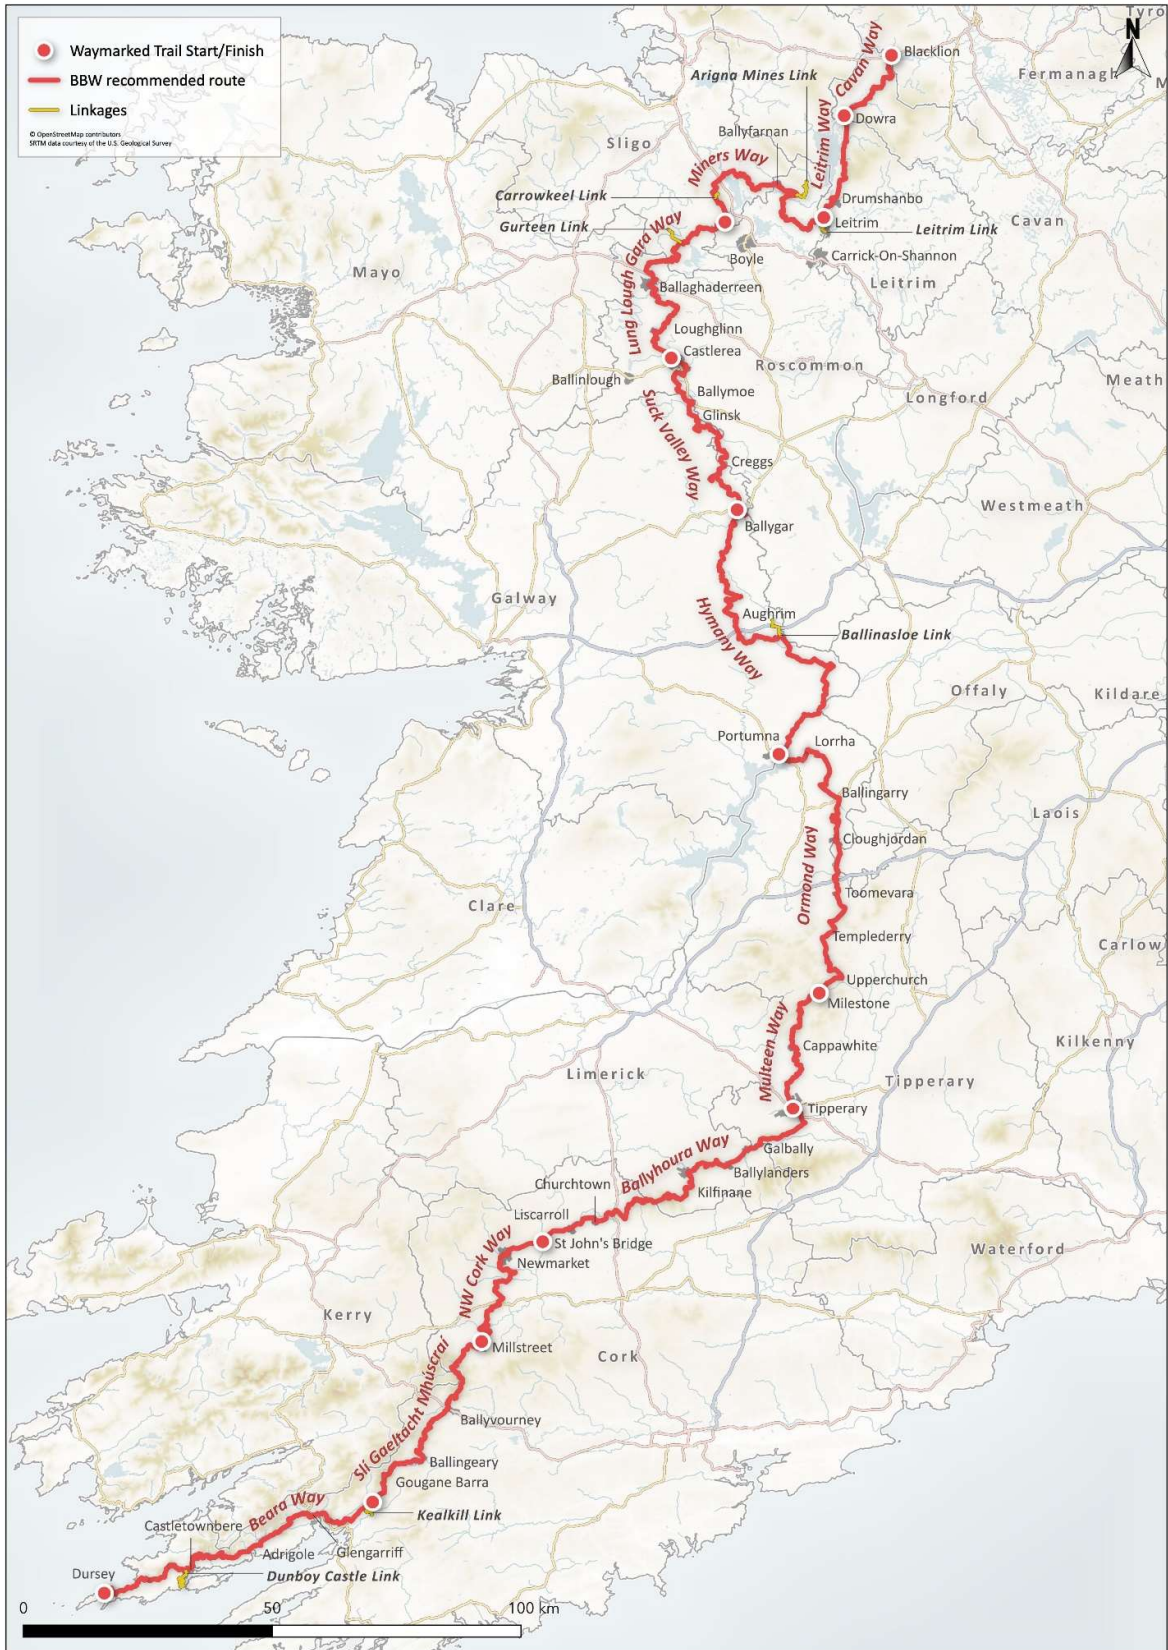 Waymarked Trail Start/Finish
BBW recommended route
Linkages
© OpenStreetMap contributors
SRTM data courtesy of the U.S. Geological Survey
N
Tyro
Blacklion
Cavan Way
Fermanagh
M
Arigna Mines Link
Dowra
Ballyfarnan
Leitrim Way
Sligo
Miners Way
Carrowkeel Link
Drumshanbo
Leitrim
Leitrim Link
Cavan
Gurteen Link
Lung Lough Gara Way
Boyle
Carrick-On-Shannon
Mayo
Leitrim
Ballaghaderreen
Loughglinn
Castlerea
Roscommon
Ballinlough
Meath
Ballymoe
Longford
Suck Valley Way
Glinsk
Creggs
Westmeath
Ballygar
Galway
Hymany Way
Aughrim
Ballinasloe Link
Offaly
Kildare
Portumna
Lorrha
Ballingarry
Laois
Cloughjordan
Ormond Way
Toomevara
Clare
Templederry
Carlow
Upperchurch
Milestone
Multeen Way
Cappawhite
Kilkenny
Limerick
Tipperary
Tipperary
Galbally
Ballyhoura Way
Ballylanders
Churchtown
Kilfinane
Liscarroll
St John's Bridge
Waterford
NW Cork Way
Newmarket
Kerry
Millstreet
Cork
Sli Gaeltacht Mhúscraí
Ballyvourney
Ballingeary
Gougane Barra
Beara Way
Kealkill Link
Castletownbere
Adrigole
Glengarriff
Dursey
Dunboy Castle Link
0
50
100 km